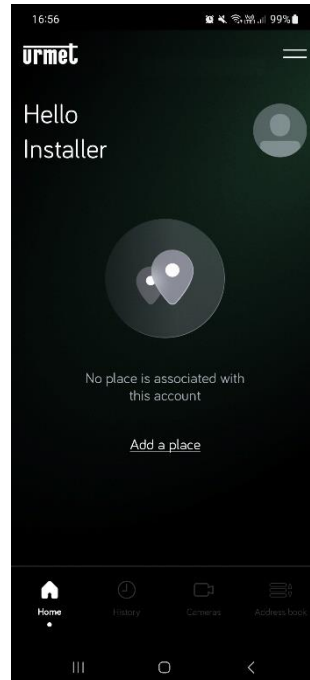 16:56
99%
urmet
Hello
Installer
No place is associated with
this account
Add a place
Home
History
Cameras
Address book